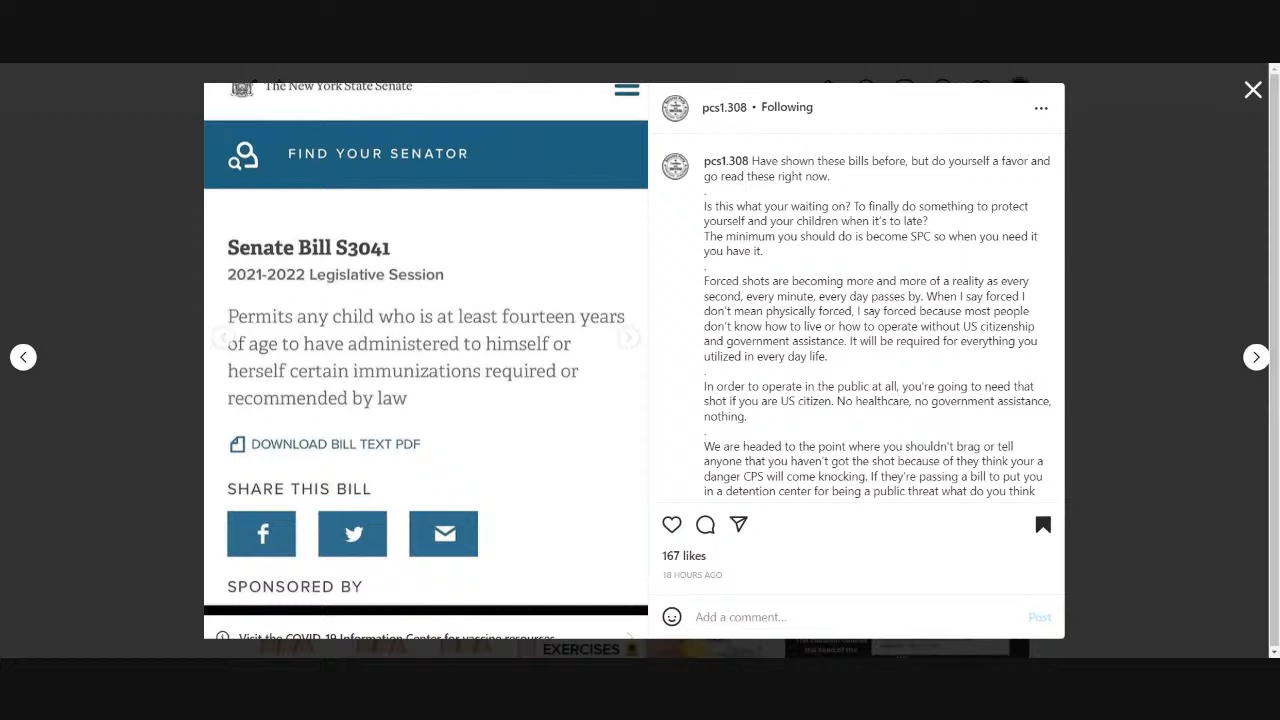 The New York State Senate
FIND YOUR SENATOR
Senate Bill S3041
2021-2022 Legislative Session
Permits any child who is at least fourteen years
of age to have administered to himself or
herself certain immunizations required or
recommended by law
DOWNLOAD BILL TEXT PDF
SHARE THIS BILL
SPONSORED BY
Visit the COVID-19 Information Center for vaccine resources.
EXERCISES
pcs1.308 • Following
pcs1.308 Have shown these bills before, but do yourself a favor and
go read these right now.
.
Is this what your waiting on? To finally do something to protect
yourself and your children when it's to late?
The minimum you should do is become SPC so when you need it
you have it.
.
Forced shots are becoming more and more of a reality as every
second, every minute, every day passes by. When I say forced I
don't mean physically forced, I say forced because most people
don't know how to live or how to operate without US citizenship
and government assistance. It will be required for everything you
utilized in every day life.
.
In order to operate in the public at all, you're going to need that
shot if you are US citizen. No healthcare, no government assistance,
nothing.
.
We are headed to the point where you shouldn't brag or tell
anyone that you haven't got the shot because of they think your a
danger CPS will come knocking. If they're passing a bill to put you
in a detention center for being a public threat what do you think
167 likes
18 HOURS AGO
Add a comment...
Post